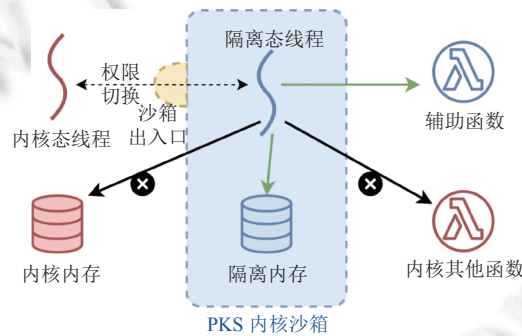 隔离态线程
权限
切换
沙箱
出入口
内核态线程
辅助函数
内核内存
隔离内存
内核其他函数
PKS 内核沙箱